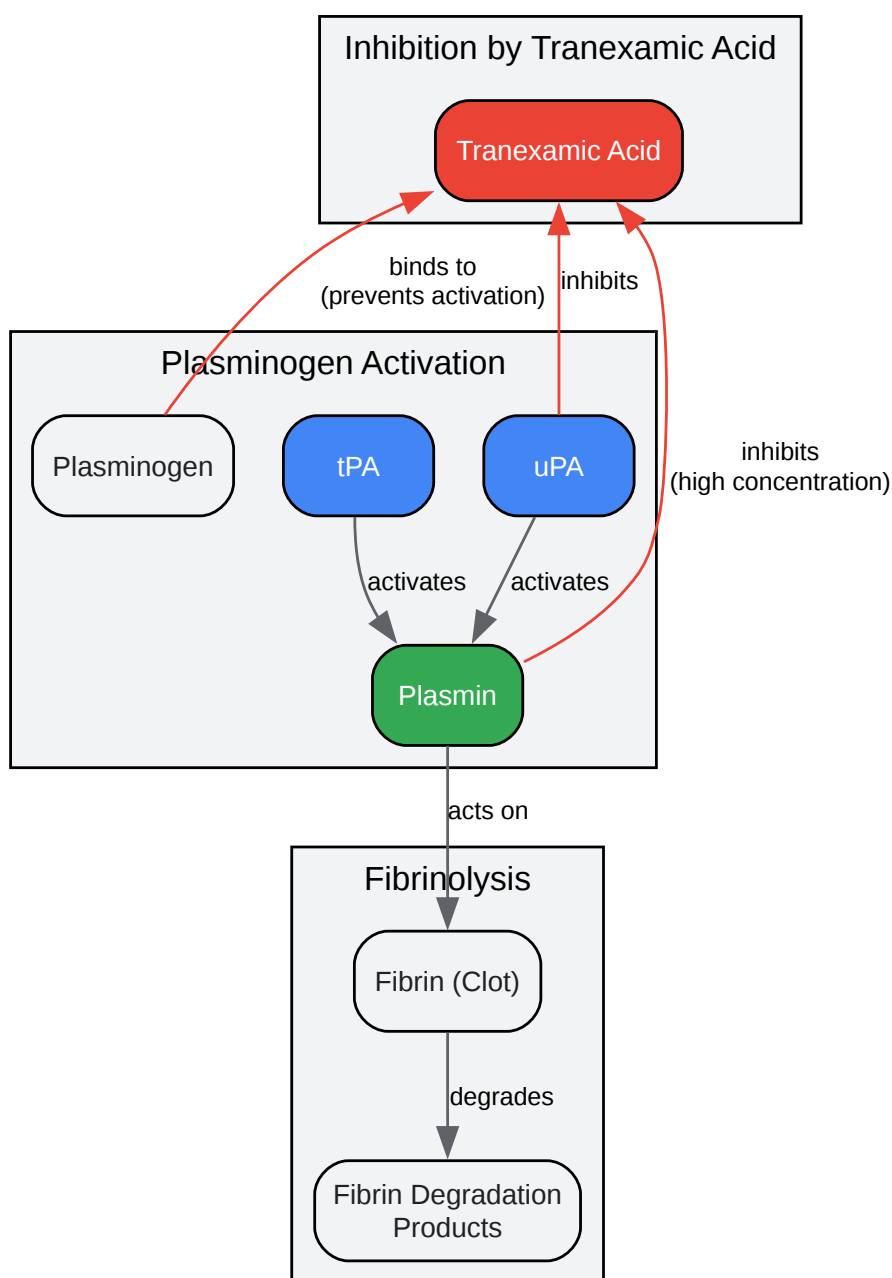 Inhibition by Tranexamic Acid
Tranexamic Acid
binds to
(prevents activation)
inhibits
Plasminogen Activation
Plasminogen
tPA
uPA
inhibits
(high concentration)
activates
activates
Plasmin
acts on
Fibrinolysis
Fibrin (Clot)
degrades
Fibrin Degradation
Products